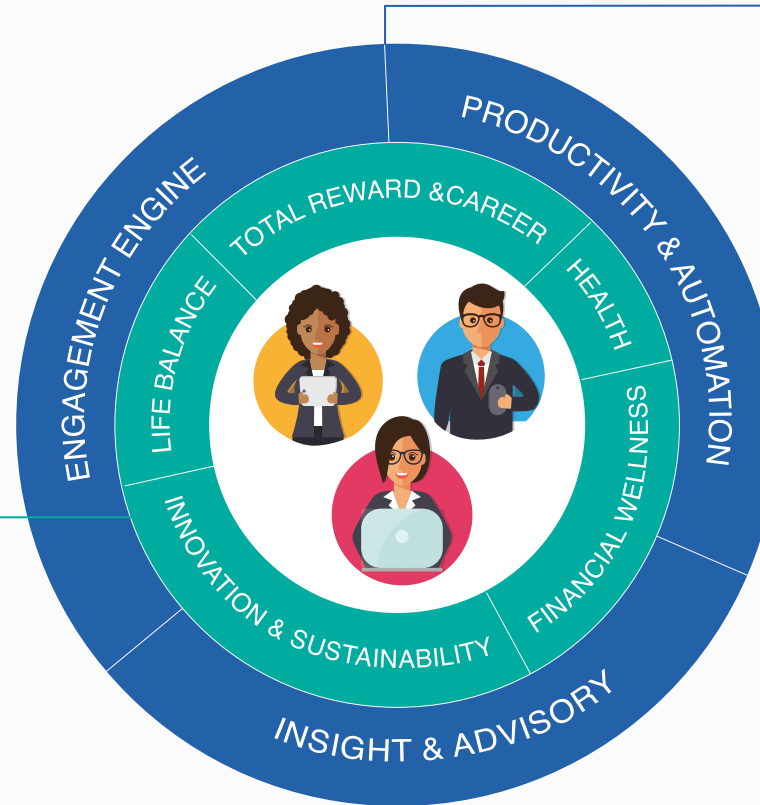 ENGAGEMENT ENGINE
PRODUCTIVITY & AUTOMATION
INSIGHT & ADVISORY
TOTAL REWARD &CAREER
HEALTH
FINANCIAL WELLNESS
INNOVATION & SUSTAINABILITY
LIFE BALANCE